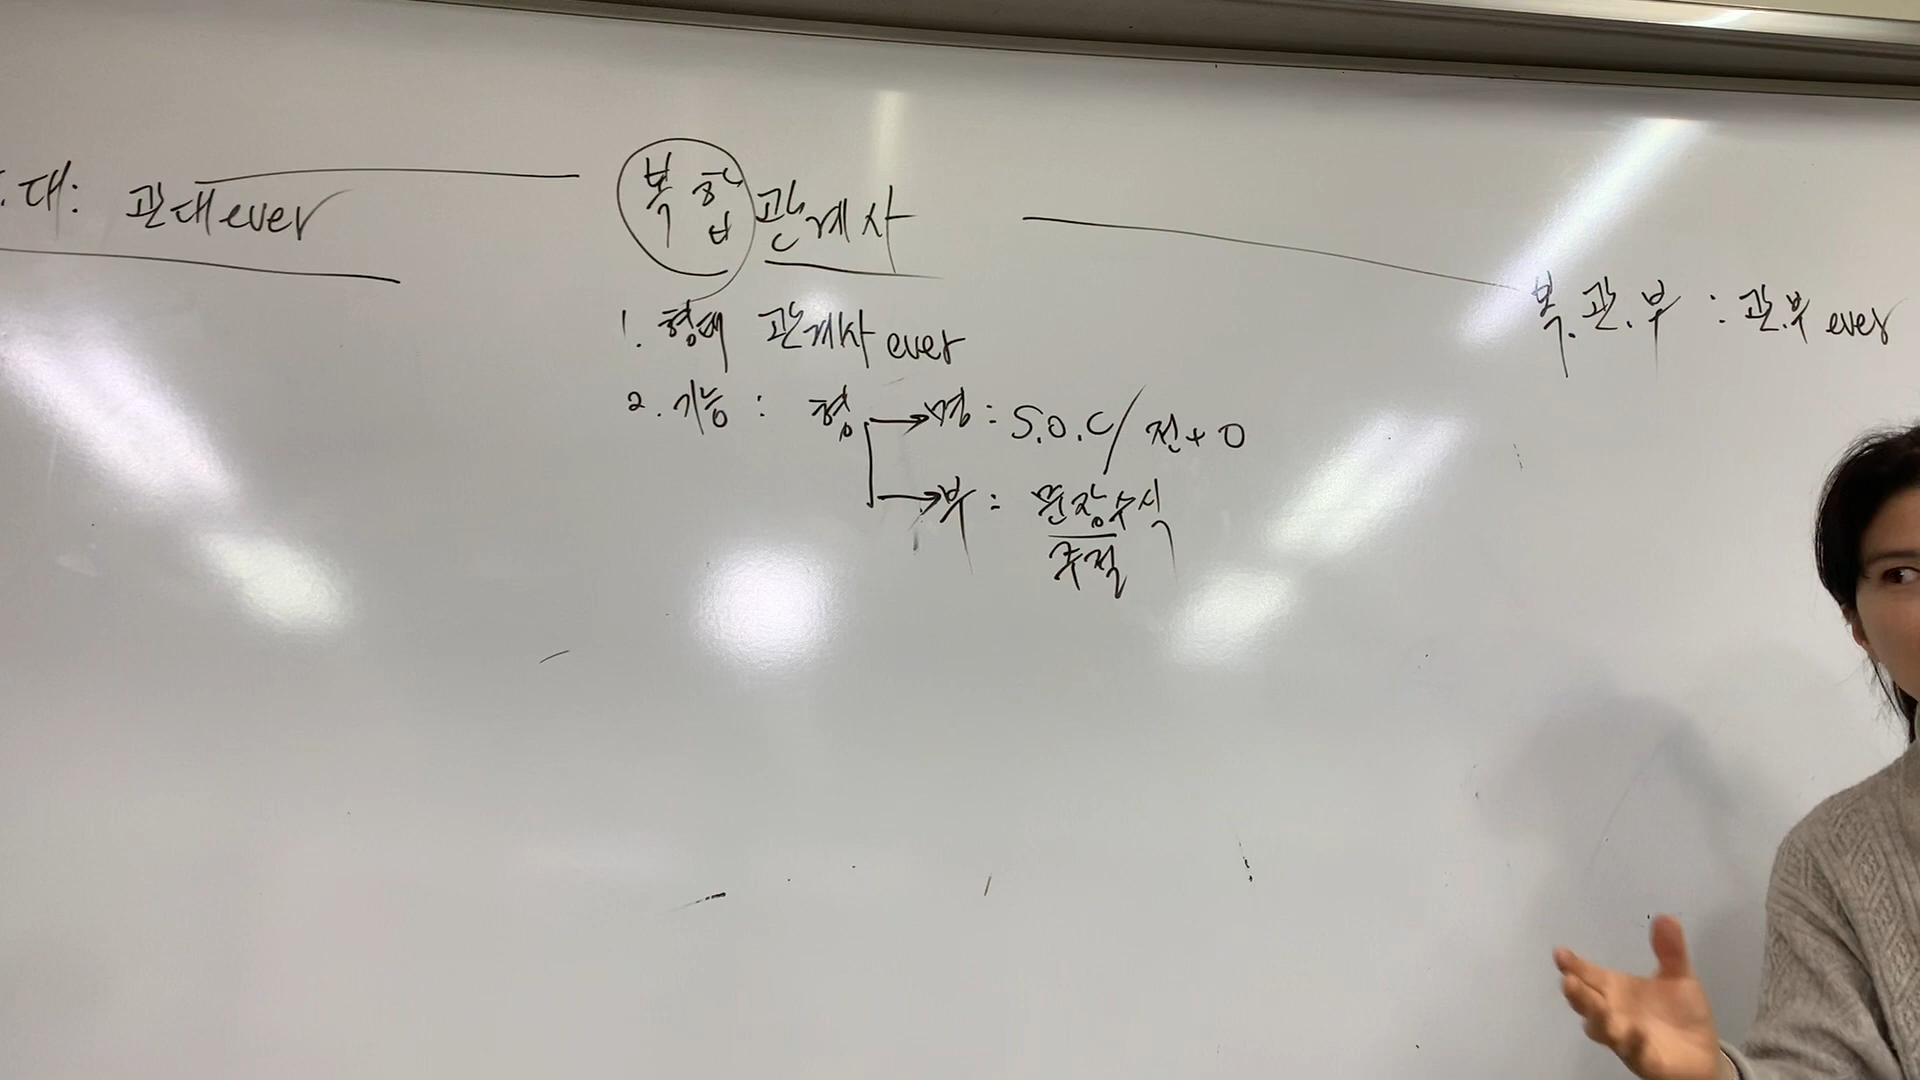 .대: 관대ever
복합관계사
복.관.부 : 관.부 ever
1. 형태 관계사 ever
2. 기능 : 형 → 명 : S.O.C / 전+O
→ 부 : 문장수식
주절